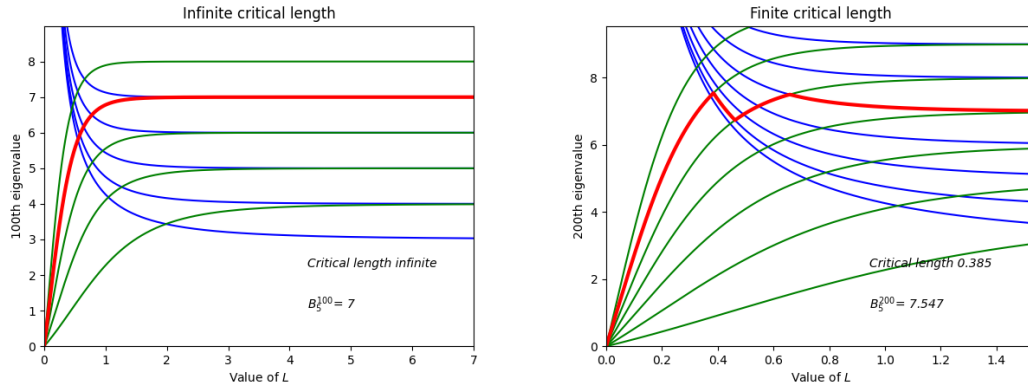 Infinite critical length
100th eigenvalue
8
7
6
5
4
3
2
1
0
Critical length infinite
B_5^{100} = 7
0 1 2 3 4 5 6 7
Value of L
Finite critical length
200th eigenvalue
8
6
4
2
0
Critical length 0.385
B_5^{200} = 7.547
0.0 0.2 0.4 0.6 0.8 1.0 1.2 1.4
Value of L